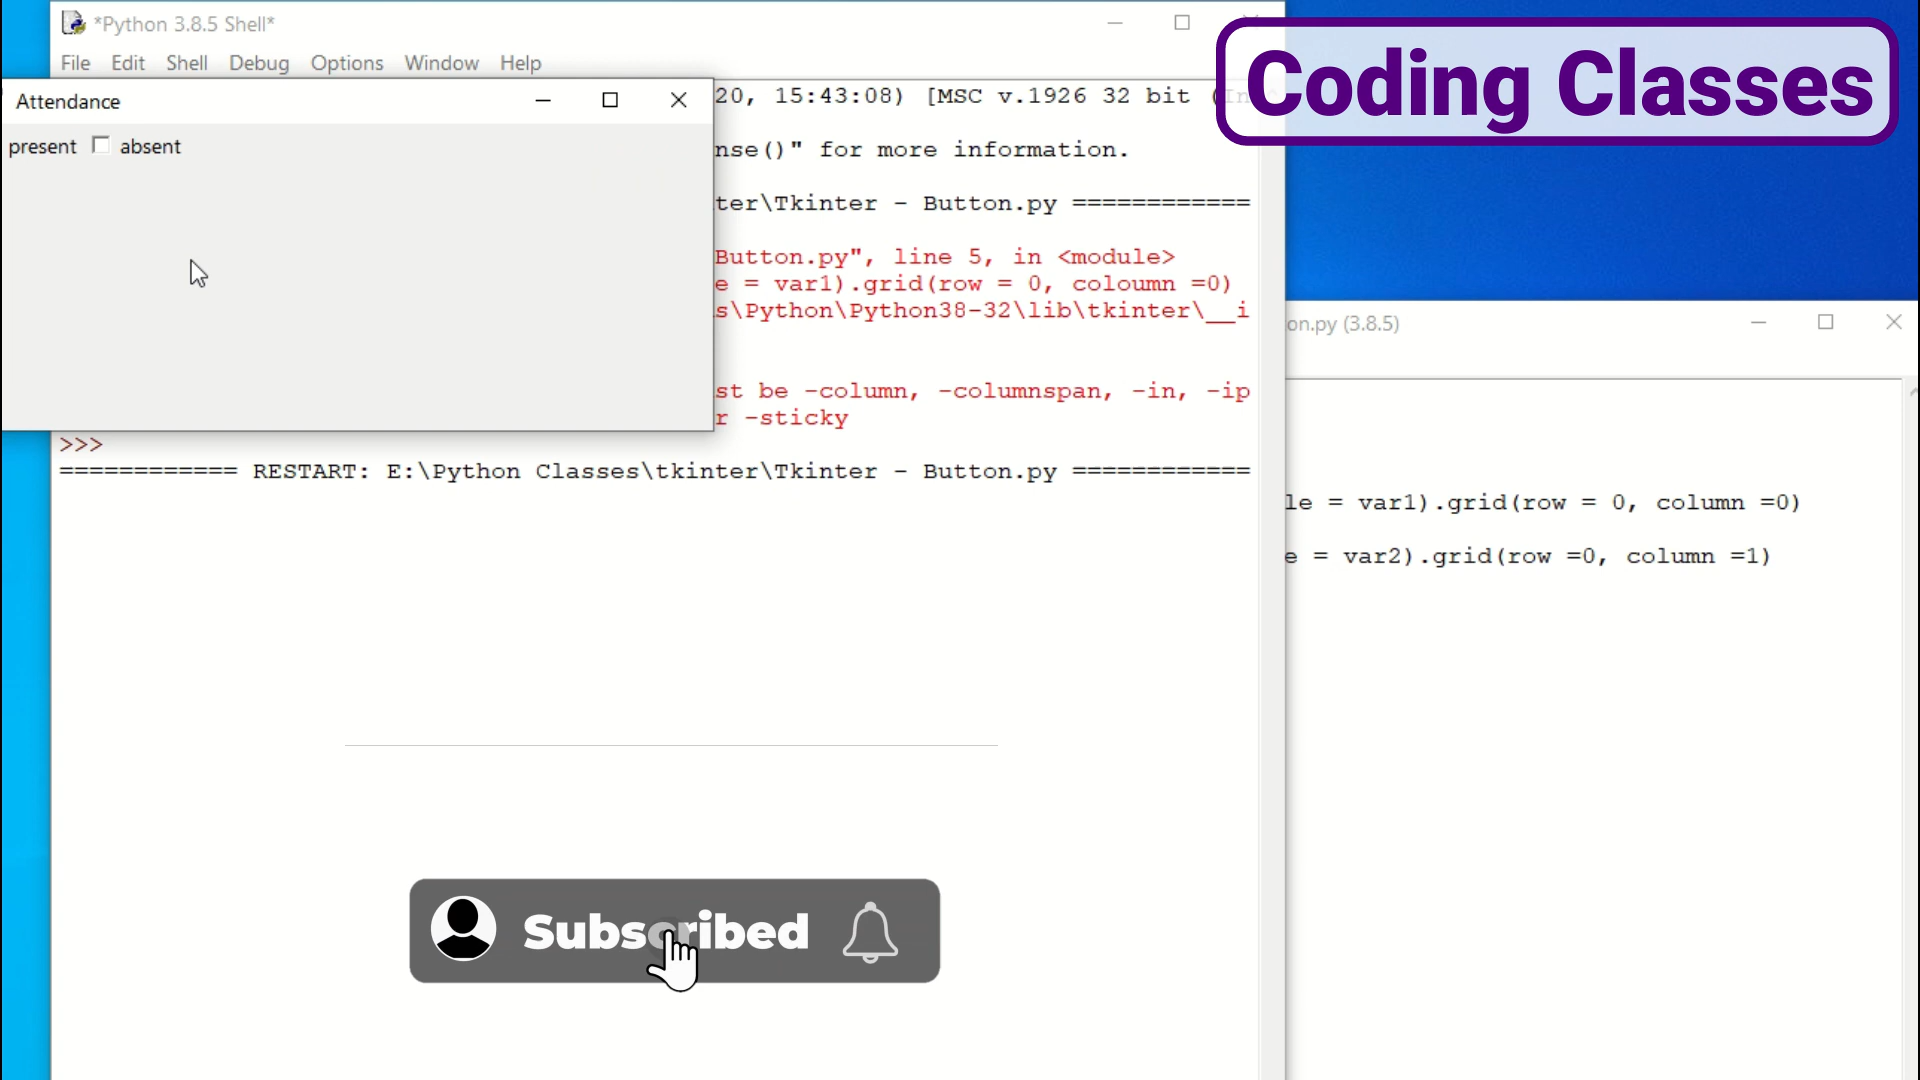 *Python 3.8.5 Shell*
Coding Classes
File Edit Shell Debug Options Window Help
Attendance
20, 15:43:08) [MSC v.1926 32 bit (In
present absent
nse()" for more information.
ter\Tkinter - Button.py ============
Button.py", line 5, in <module>
e = var1).grid(row = 0, coloumn =0)
s\Python\Python38-32\lib\tkinter\__i
on.py (3.8.5)
st be -column, -columnspan, -in, -ip
r -sticky
>>>
============ RESTART: E:\Python Classes\tkinter\Tkinter - Button.py ============
le = var1).grid(row = 0, column =0)
e = var2).grid(row =0, column =1)
Subscribed